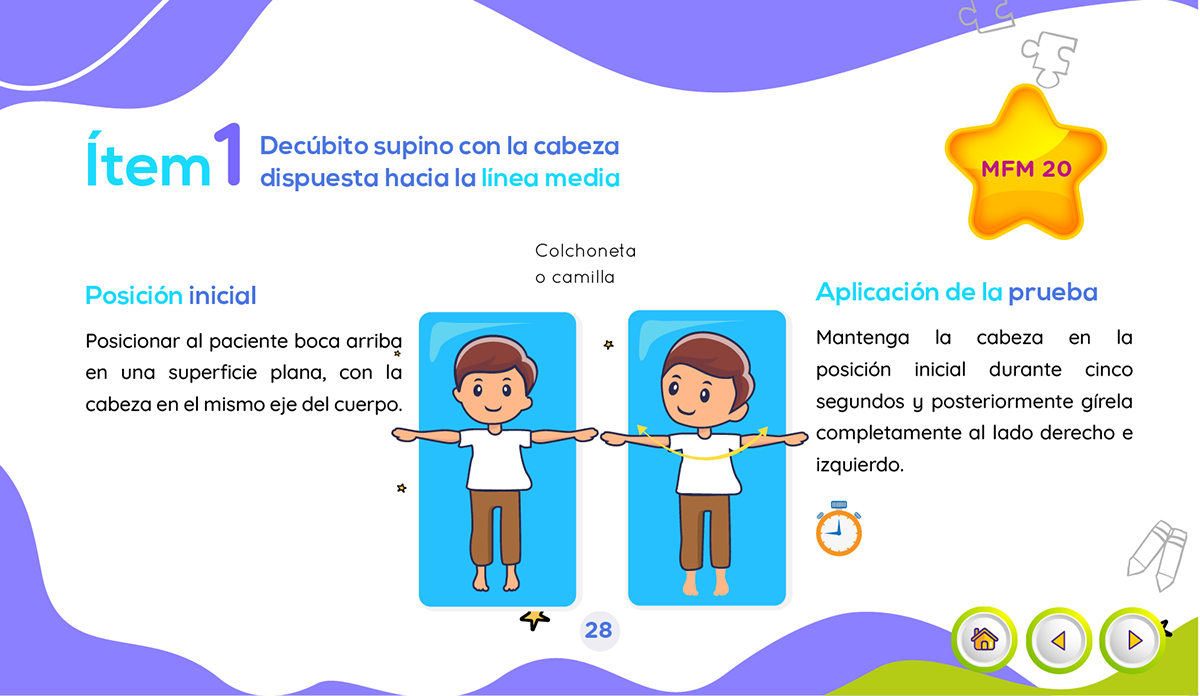 Ítem 1
Decúbito supino con la cabeza
dispuesta hacia la línea media
MFM 20
Colchoneta
o camilla
Posición inicial
Posicionar al paciente boca arriba
en una superficie plana, con la
cabeza en el mismo eje del cuerpo.
Aplicación de la prueba
Mantenga la cabeza en la
posición inicial durante cinco
segundos y posteriormente gírela
completamente al lado derecho e
izquierdo.
28